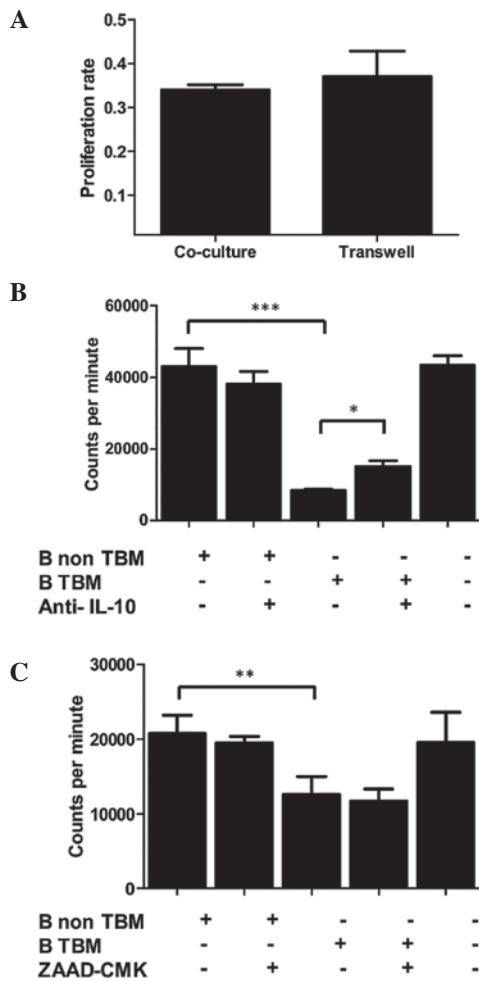 A
Proliferation rate
0.5
0.4
0.3
0.2
0.1
Co-culture Transwell
B
Counts per minute
60000
40000
20000
0
***
*
B non TBM + + - - -
B TBM - - + + -
Anti- IL-10 - + - + -
C
Counts per minute
30000
20000
10000
0
**
B non TBM + + - - -
B TBM - - + + -
ZAAD-CMK - + - + -